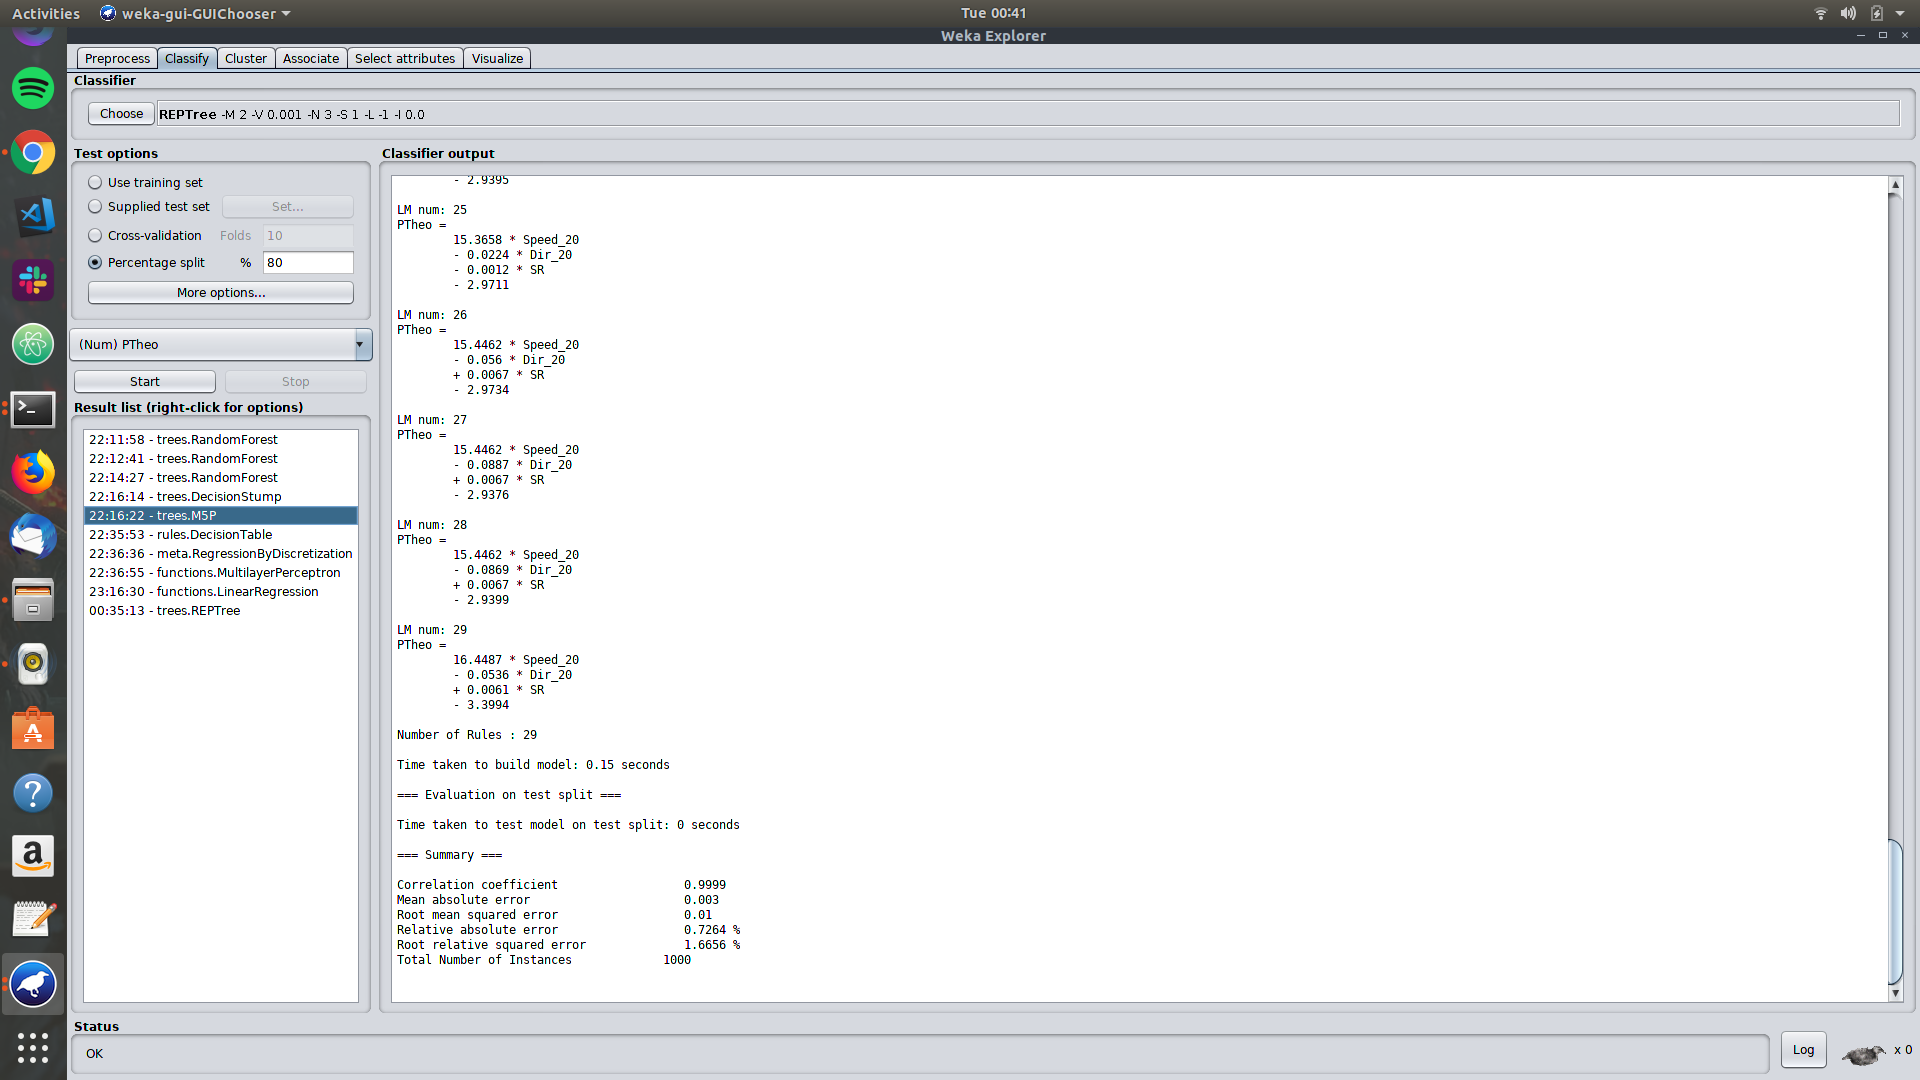 Activities
weka-gui-GUIChooser
Tue 00:41
Weka Explorer
Preprocess
Classify
Cluster
Associate
Select attributes
Visualize
Classifier
Choose
REPTree -M 2 -V 0.001 -N 3 -S 1 -L -1 -I 0.0
Test options
Use training set
Supplied test set
Set...
Cross-validation Folds 10
Percentage split % 80
More options...
(Num) PTheo
Start
Stop
Result list (right-click for options)
22:11:58 - trees.RandomForest
22:12:41 - trees.RandomForest
22:14:27 - trees.RandomForest
22:16:14 - trees.DecisionStump
22:16:22 - trees.M5P
22:35:53 - rules.DecisionTable
22:36:36 - meta.RegressionByDiscretization
22:36:55 - functions.MultilayerPerceptron
23:16:30 - functions.LinearRegression
00:35:13 - trees.REPTree
Classifier output
- 2.9395
LM num: 25
PTheo =
15.3658 * Speed_20
- 0.0224 * Dir_20
- 0.0012 * SR
- 2.9711
LM num: 26
PTheo =
15.4462 * Speed_20
- 0.056 * Dir_20
+ 0.0067 * SR
- 2.9734
LM num: 27
PTheo =
15.4462 * Speed_20
- 0.0887 * Dir_20
+ 0.0067 * SR
- 2.9376
LM num: 28
PTheo =
15.4462 * Speed_20
- 0.0869 * Dir_20
+ 0.0067 * SR
- 2.9399
LM num: 29
PTheo =
16.4487 * Speed_20
- 0.0536 * Dir_20
+ 0.0061 * SR
- 3.3994
Number of Rules : 29
Time taken to build model: 0.15 seconds
=== Evaluation on test split ===
Time taken to test model on test split: 0 seconds
=== Summary ===
Correlation coefficient 0.9999
Mean absolute error 0.003
Root mean squared error 0.01
Relative absolute error 0.7264 %
Root relative squared error 1.6656 %
Total Number of Instances 1000
Status
OK
Log
x 0